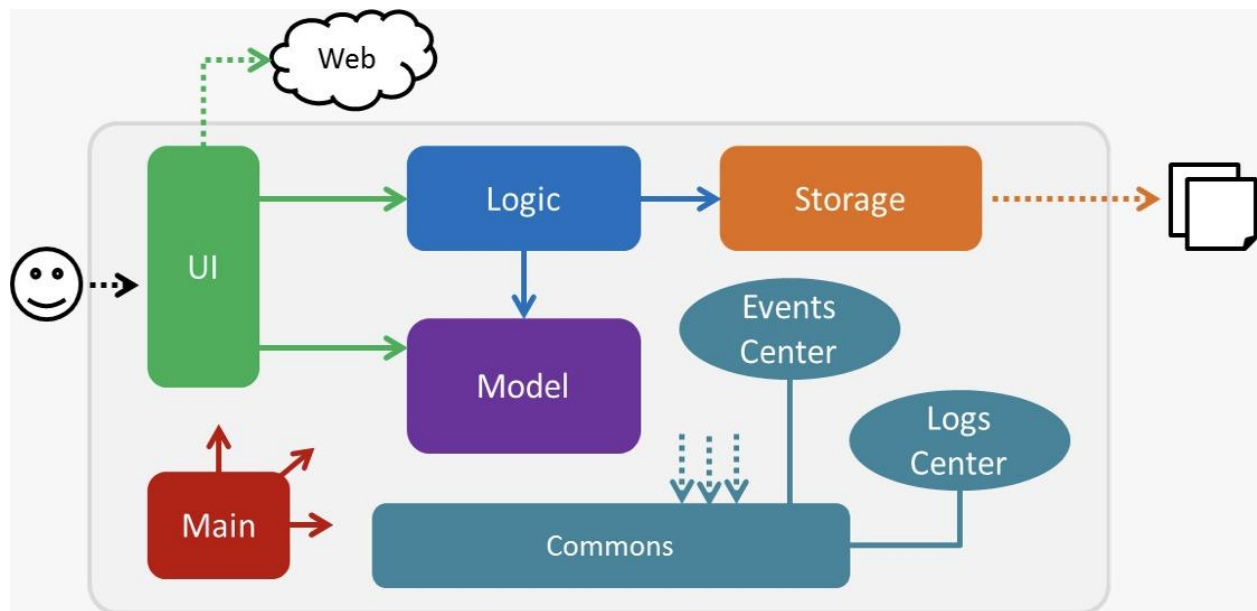 Web
UI
Logic
Storage
Model
Events
Center
Logs
Center
Main
Commons